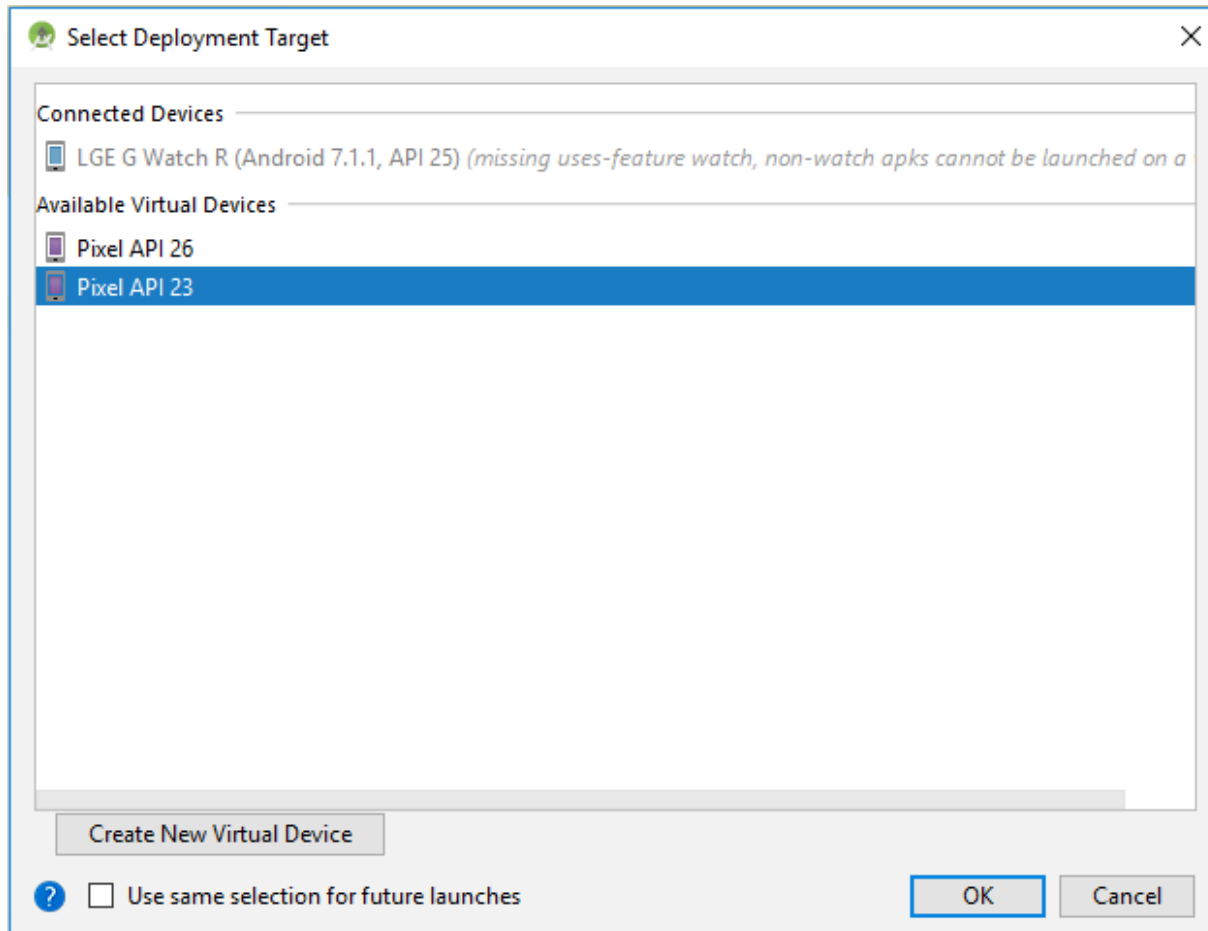 Select Deployment Target
Connected Devices
LGE G Watch R (Android 7.1.1, API 25) (missing uses-feature watch, non-watch apks cannot be launched on a
Available Virtual Devices
Pixel API 26
Pixel API 23
Create New Virtual Device
? Use same selection for future launches OK Cancel